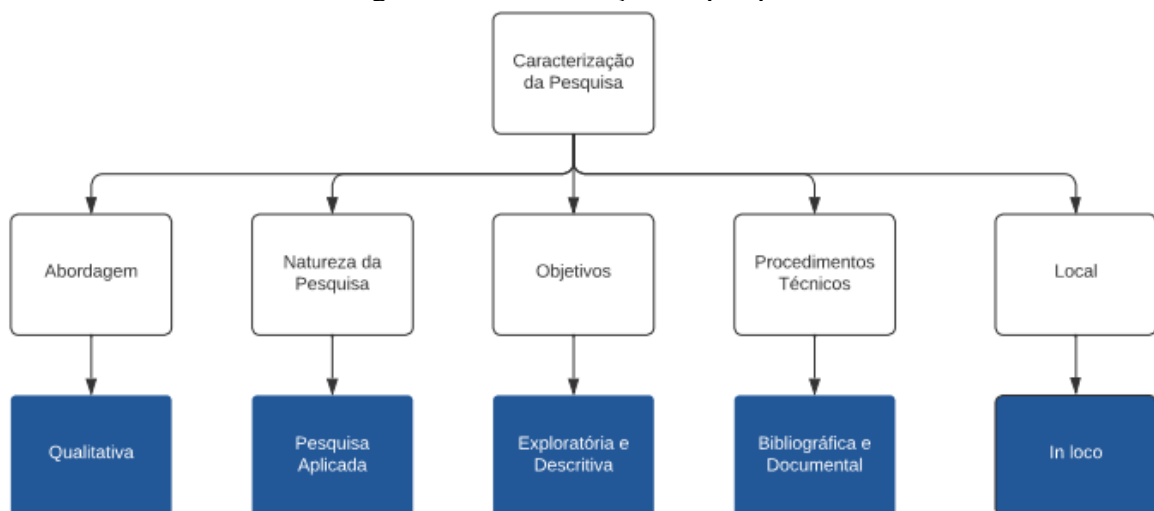 Caracterização
da Pesquisa
Abordagem
Natureza da
Pesquisa
Objetivos
Procedimentos
Técnicos
Local
Qualitativa
Pesquisa
Aplicada
Exploratória e
Descritiva
Bibliográfica e
Documental
In loco